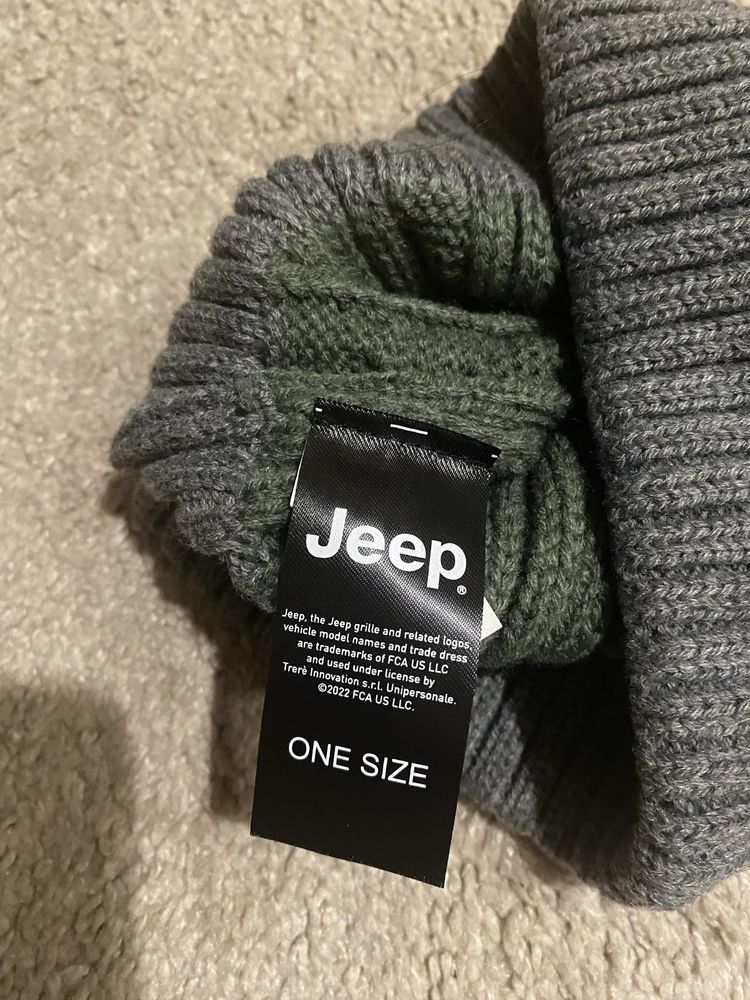 Jeep®
Jeep, the Jeep grille and related logos,
vehicle model names and trade dress
are trademarks of FCA US LLC
and used under license by
Trerè Innovation s.r.l. Unipersonale.
©2022 FCA US LLC.
ONE SIZE